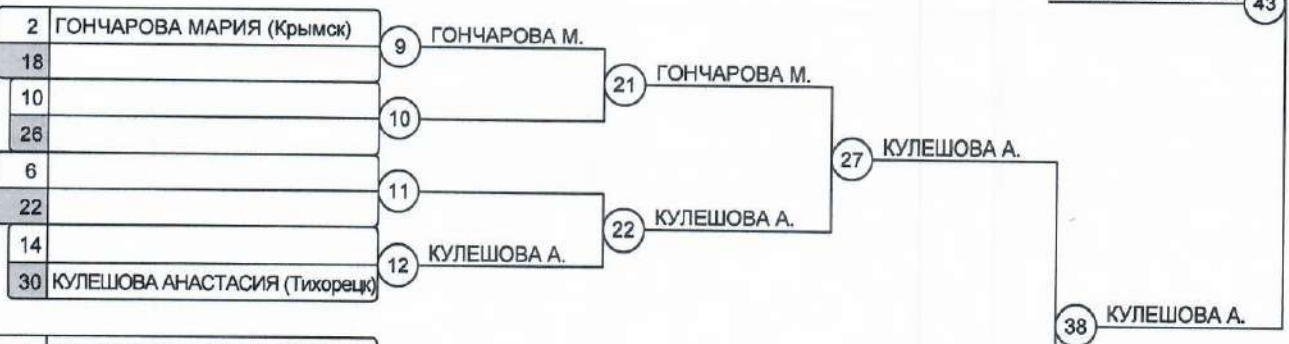 43
2 ГОНЧАРОВА МАРИЯ (Крымск)
18
9 ГОНЧАРОВА М.
10
26
10
21 ГОНЧАРОВА М.
6
22
11
14
30 КУЛЕШОВА АНАСТАСИЯ (Тихорецк)
12 КУЛЕШОВА А.
22 КУЛЕШОВА А.
27 КУЛЕШОВА А.
38 КУЛЕШОВА А.